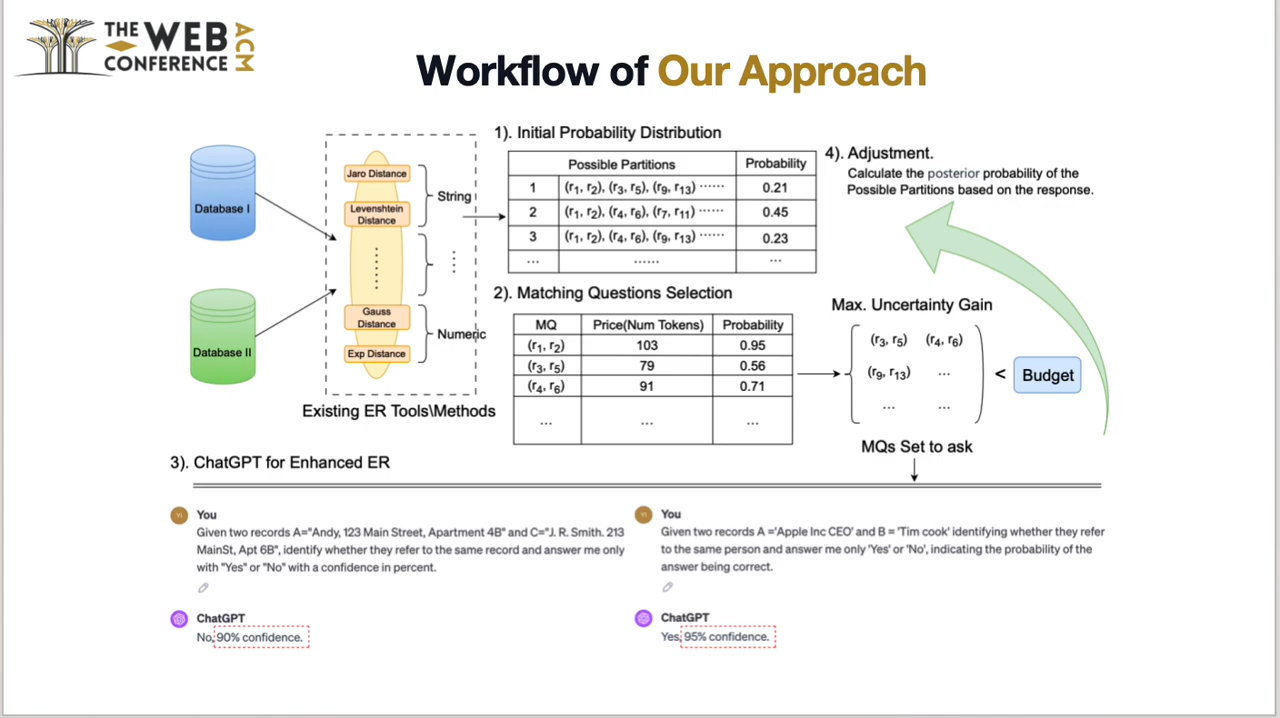 THE WEB
CONFERENCE
ACM
Workflow of Our Approach
Database I
Database II
Jaro Distance
Levenshtein
Distance
⋮
Gauss
Distance
Exp Distance
String
⋮
Numeric
Existing ER Tools\Methods
1). Initial Probability Distribution
Possible Partitions Probability
1 (r₁, r₂), (r₃, r₅), (r₉, r₁₃) ...... 0.21
2 (r₁, r₂), (r₄, r₆), (r₇, r₁₁) ...... 0.45
3 (r₁, r₂), (r₄, r₆), (r₉, r₁₃) ...... 0.23
... ...... ...
2). Matching Questions Selection
MQ Price(Num Tokens) Probability
(r₁, r₂) 103 0.95
(r₃, r₅) 79 0.56
(r₄, r₆) 91 0.71
... ... ...
Max. Uncertainty Gain
(r₃, r₅) (r₄, r₆)
(r₉, r₁₃) ...
... ...
< Budget
MQs Set to ask
4). Adjustment.
Calculate the posterior probability of the
Possible Partitions based on the response.
3). ChatGPT for Enhanced ER
YI
You
Given two records A="Andy, 123 Main Street, Apartment 4B" and C="J. R. Smith. 213
MainSt, Apt 6B", identify whether they refer to the same record and answer me only
with "Yes" or "No" with a confidence in percent.
ChatGPT
No, 90% confidence.
YI
You
Given two records A ='Apple Inc CEO' and B = 'Tim cook' identifying whether they refer
to the same person and answer me only 'Yes' or 'No', indicating the probability of the
answer being correct.
ChatGPT
Yes, 95% confidence.